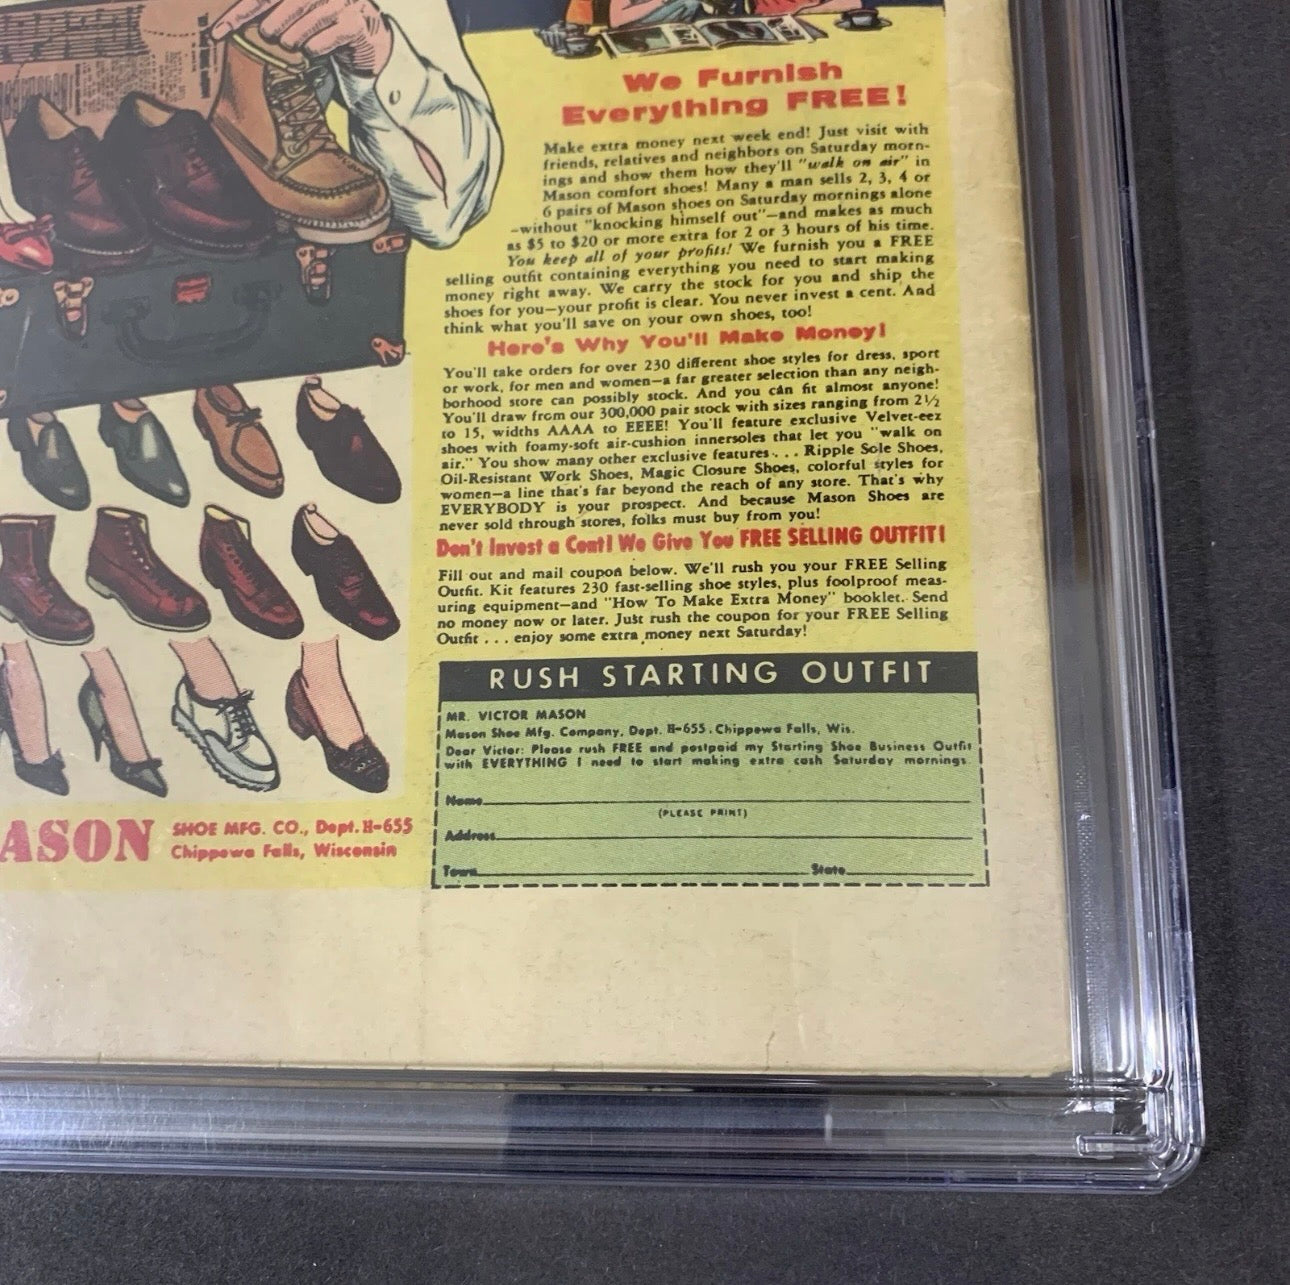 We Furnish
Everything FREE!
Make extra money next week end! Just visit with
friends, relatives and neighbors on Saturday morn-
ings and show them how they'll "walk on air" in
Mason comfort shoes! Many a man sells 2, 3, 4 or
6 pairs of Mason shoes on Saturday mornings alone
-without "knocking himself out"—and makes as much
as $5 to $20 or more extra for 2 or 3 hours of his time.
You keep all of your profits! We furnish you a FREE
selling outfit containing everything you need to start making
money right away. We carry the stock for you and ship the
shoes for you—your profit is clear. You never invest a cent. And
think what you'll save on your own shoes, too!
Here's Why You'll Make Money!
You'll take orders for over 230 different shoe styles for dress, sport
or work, for men and women—a far greater selection than any neigh-
borhood store can possibly stock. And you can fit almost anyone!
You'll draw from our 300,000 pair stock with sizes ranging from 2½
to 15, widths AAAA to EEEE! You'll feature exclusive Velvet-eez
shoes with foamy-soft air-cushion innersoles that let you "walk on
air." You show many other exclusive features . . . Ripple Sole Shoes,
Oil-Resistant Work Shoes, Magic Closure Shoes, colorful styles for
women—a line that's far beyond the reach of any store. That's why
EVERYBODY is your prospect. And because Mason Shoes are
never sold through stores, folks must buy from you!
Don't Invest a Cent! We Give You FREE SELLING OUTFIT!
Fill out and mail coupon below. We'll rush you your FREE Selling
Outfit. Kit features 230 fast-selling shoe styles, plus foolproof meas-
uring equipment—and "How To Make Extra Money" booklet. Send
no money now or later. Just rush the coupon for your FREE Selling
Outfit . . . enjoy some extra money next Saturday!
RUSH STARTING OUTFIT
MR. VICTOR MASON
Mason Shoe Mfg. Company, Dept. H-655, Chippewa Falls, Wis.
Dear Victor: Please rush FREE and postpaid my Starting Shoe Business Outfit
with EVERYTHING I need to start making extra cash Saturday mornings.
Name
(PLEASE PRINT)
Address
Town State
ASON SHOE MFG. CO., Dept. H-655
Chippewa Falls, Wisconsin